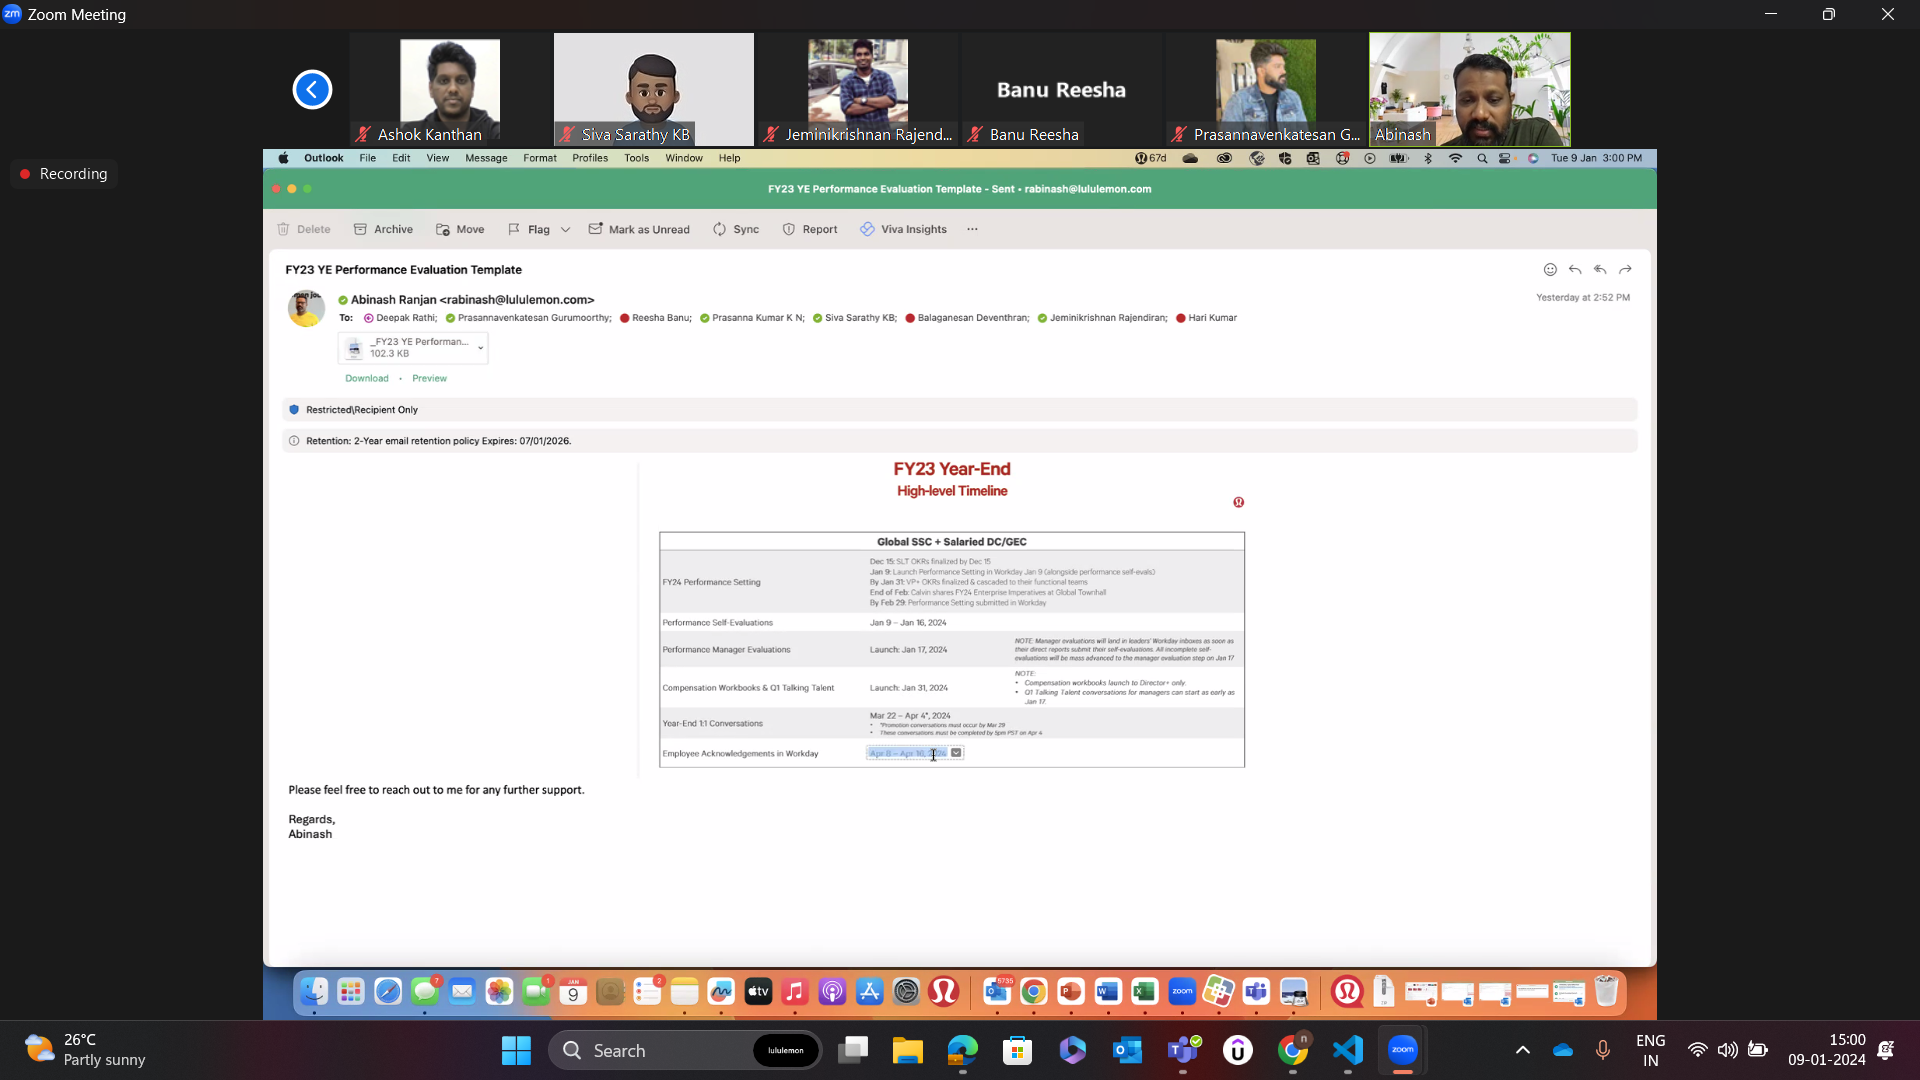 Zoom Meeting
Recording
Ashok Kanthan
Siva Sarathy KB
Jeminikrishnan Rajend...
Banu Reesha
Banu Reesha
Prasannavenkatesan G...
Abinash
Outlook File Edit View Message Format Profiles Tools Window Help
67d
Tue 9 Jan 3:00 PM
FY23 YE Performance Evaluation Template - Sent • rabinash@lululemon.com
Delete Archive Move Flag Mark as Unread Sync Report Viva Insights ...
FY23 YE Performance Evaluation Template
Yesterday at 2:52 PM
Abinash Ranjan <rabinash@lululemon.com>
To: Deepak Rathi; Prasannavenkatesan Gurumoorthy; Reesha Banu; Prasanna Kumar K N; Siva Sarathy KB; Balaganesan Deventhran; Jeminikrishnan Rajendiran; Hari Kumar
_FY23 YE Performan...
102.3 KB
Download • Preview
Restricted\Recipient Only
Retention: 2-Year email retention policy Expires: 07/01/2026.
FY23 Year-End
High-level Timeline
Global SSC + Salaried DC/GEC
FY24 Performance Setting
Dec 15: SLT OKRs finalized by Dec 15
Jan 9: Launch Performance Setting in Workday Jan 9 (alongside performance self-evals)
By Jan 31: VP+ OKRs finalized & cascaded to their functional teams
End of Feb: Calvin shares FY24 Enterprise Imperatives at Global Townhall
By Feb 29: Performance Setting submitted in Workday
Performance Self-Evaluations
Jan 9 – Jan 16, 2024
Performance Manager Evaluations
Launch: Jan 17, 2024
NOTE: Manager evaluations will land in leaders' Workday inboxes as soon as
their direct reports submit their self-evaluations. All incomplete self-
evaluations will be mass advanced to the manager evaluation step on Jan 17
Compensation Workbooks & Q1 Talking Talent
Launch: Jan 31, 2024
NOTE:
• Compensation workbooks launch to Director+ only.
• Q1 Talking Talent conversations for managers can start as early as
Jan 17.
Year-End 1:1 Conversations
Mar 22 – Apr 4*, 2024
• *Promotion conversations must occur by Mar 29
• These conversations must be completed by 5pm PST on Apr 4
Employee Acknowledgements in Workday
Apr 8 – Apr 16, 2024
Please feel free to reach out to me for any further support.
Regards,
Abinash
7
1
JAN
9
2
tv
5735
zoom
26°C
Partly sunny
Search
lululemon
n
zoom
ENG
IN
15:00
09-01-2024